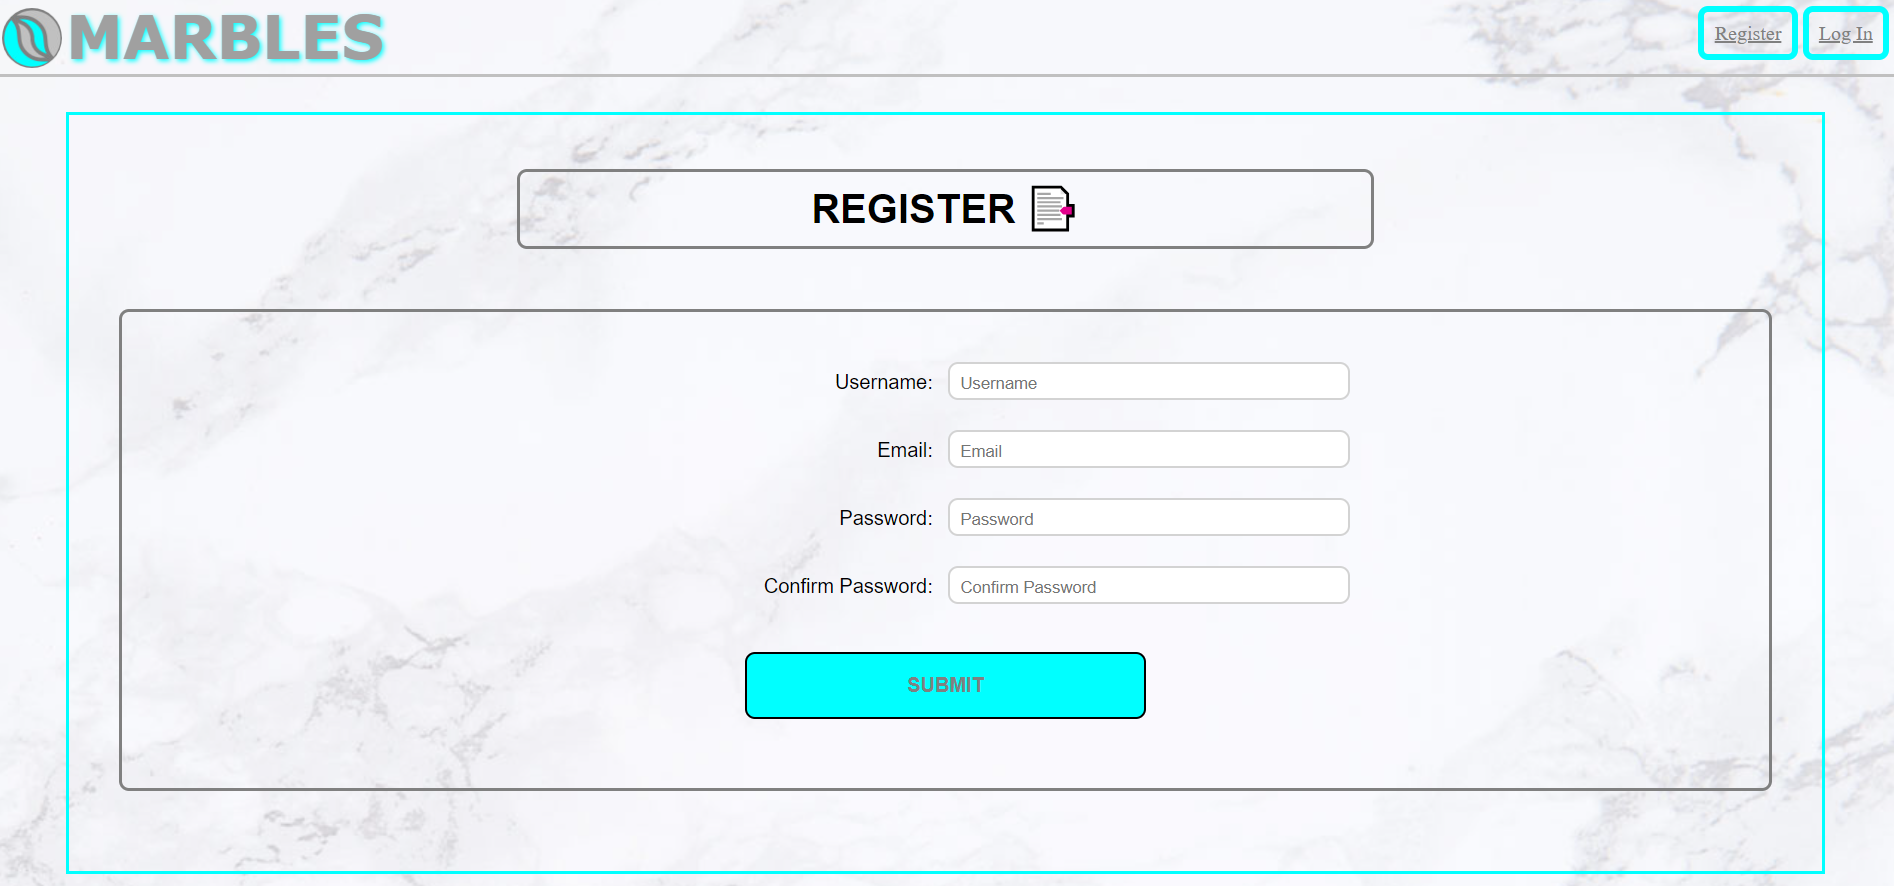 MARBLES
Register
Log In
REGISTER
Username:
Username
Email:
Email
Password:
Password
Confirm Password:
Confirm Password
SUBMIT